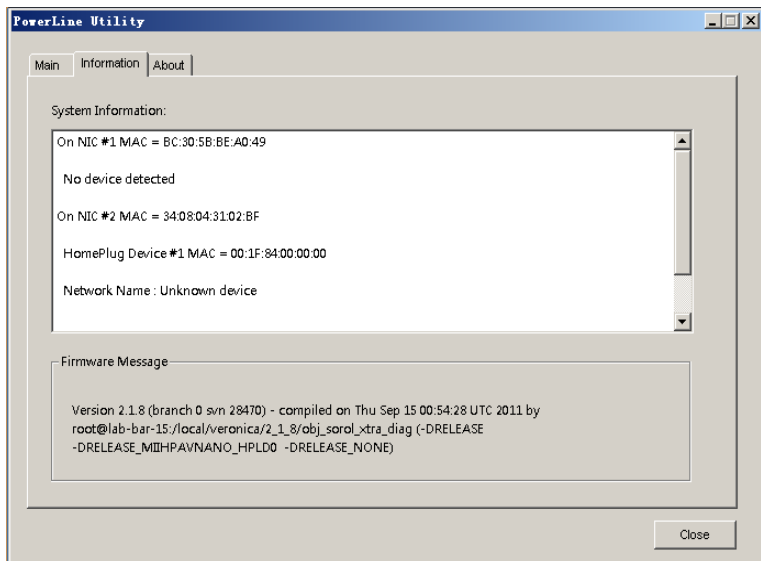 PowerLine Utility
Main
Information
About
System Information:
On NIC #1 MAC = BC:30:5B:BE:A0:49
No device detected
On NIC #2 MAC = 34:08:04:31:02:BF
HomePlug Device #1 MAC = 00:1F:84:00:00:00
Network Name : Unknown device
Firmware Message
Version 2.1.8 (branch 0 svn 28470) - compiled on Thu Sep 15 00:54:28 UTC 2011 by
root@lab-bar-15:/local/veronica/2_1_8/obj_sorol_xtra_diag (-DRELEASE
-DRELEASE_MIIHPAVNANO_HPLD0 -DRELEASE_NONE)
Close